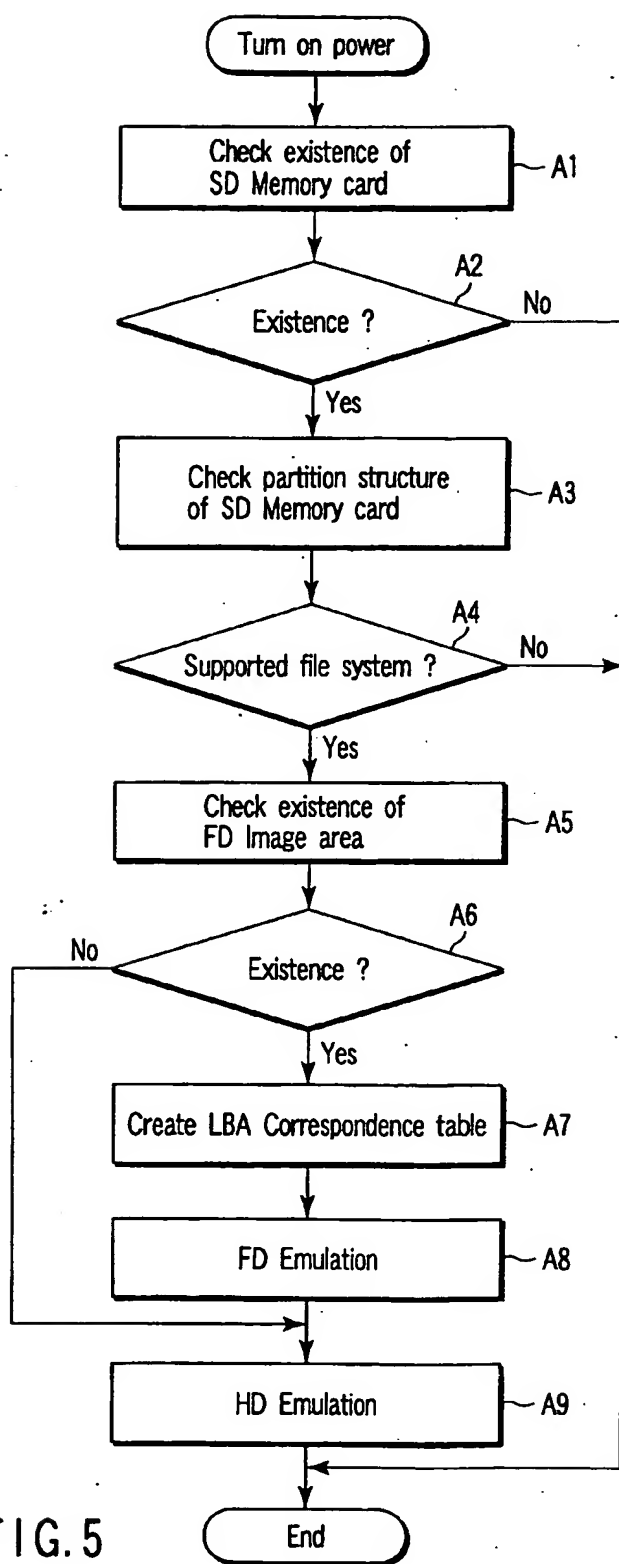 Turn on power
Check existence of
SD Memory card
A1
A2
Existence ?
No
Yes
Check partition structure
of SD Memory card
A3
A4
Supported file system ?
No
Yes
Check existence of
FD Image area
A5
A6
No
Existence ?
Yes
Create LBA Correspondence table
A7
FD Emulation
A8
HD Emulation
A9
FIG. 5
End